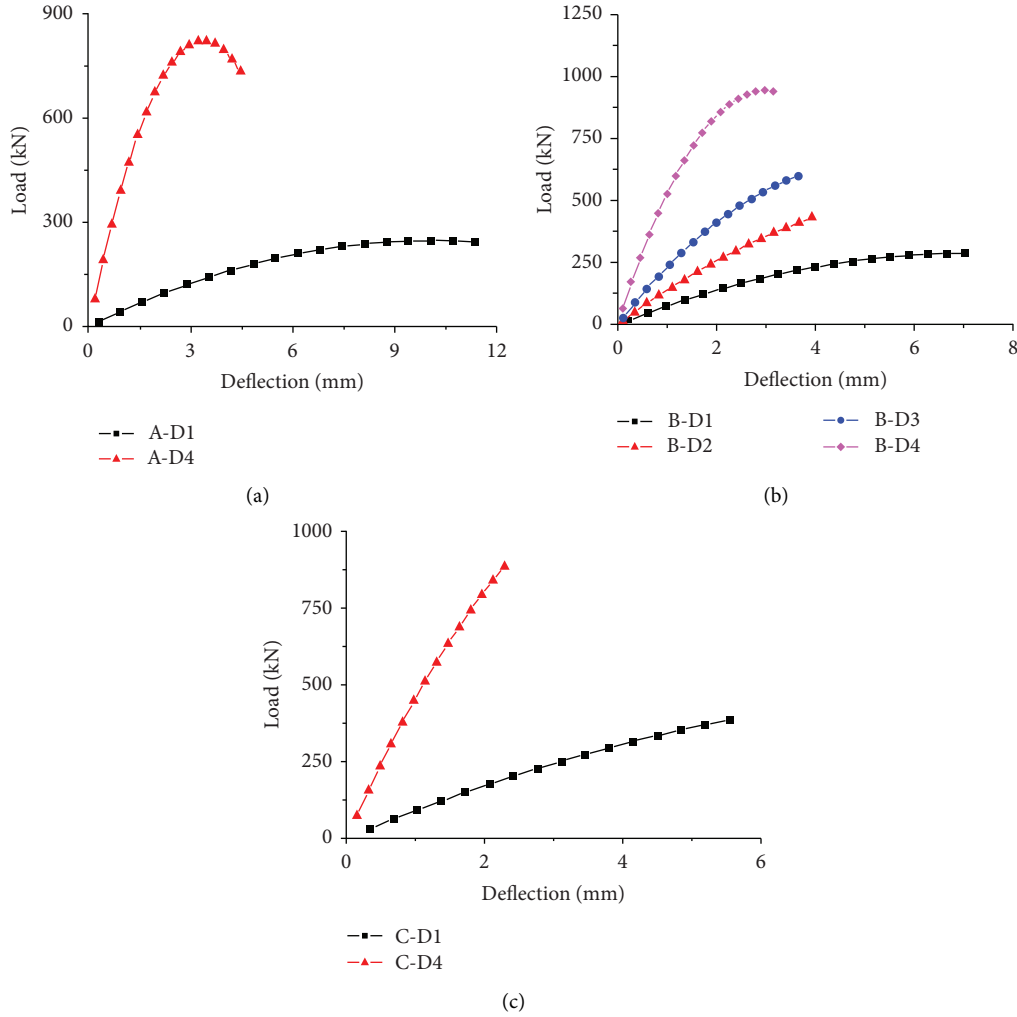 900
600
300
0
Load (kN)
0 3 6 9 12
Deflection (mm)
A-D1
A-D4
(a)
1250
1000
750
500
250
0
Load (kN)
0 2 4 6 8
Deflection (mm)
B-D1 B-D3
B-D2 B-D4
(b)
1000
750
500
250
0
Load (kN)
0 2 4 6
Deflection (mm)
C-D1
C-D4
(c)